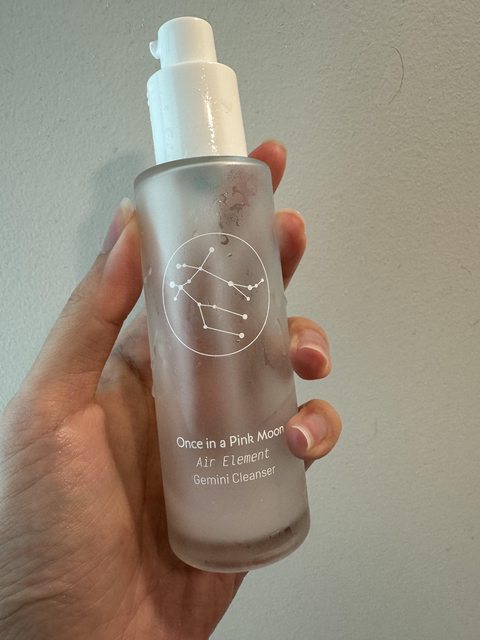 Once in a Pink Moon
Air Element
Gemini Cleanser